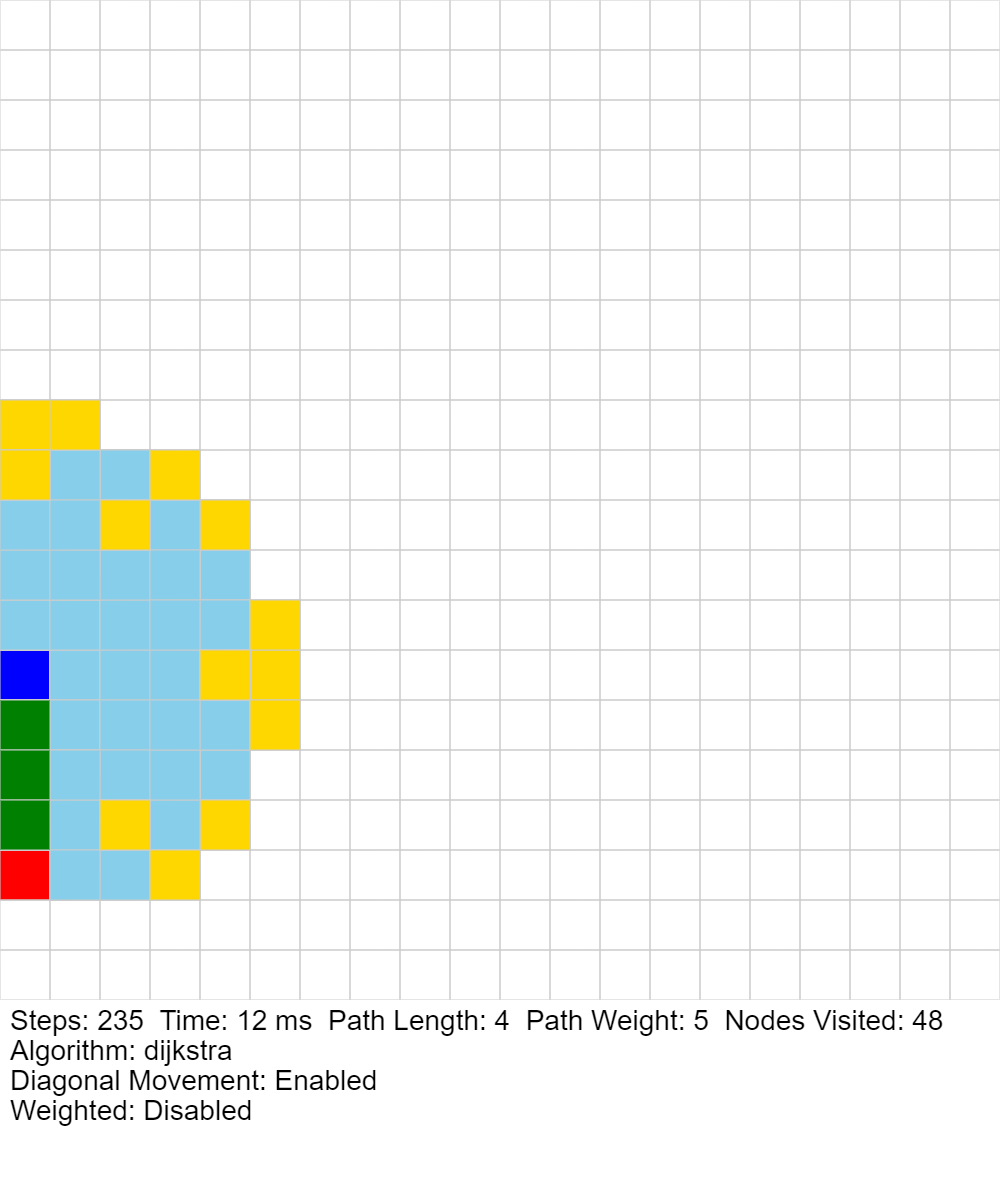 Steps: 235  Time: 12 ms  Path Length: 4  Path Weight: 5  Nodes Visited: 48
Algorithm: dijkstra
Diagonal Movement: Enabled
Weighted: Disabled